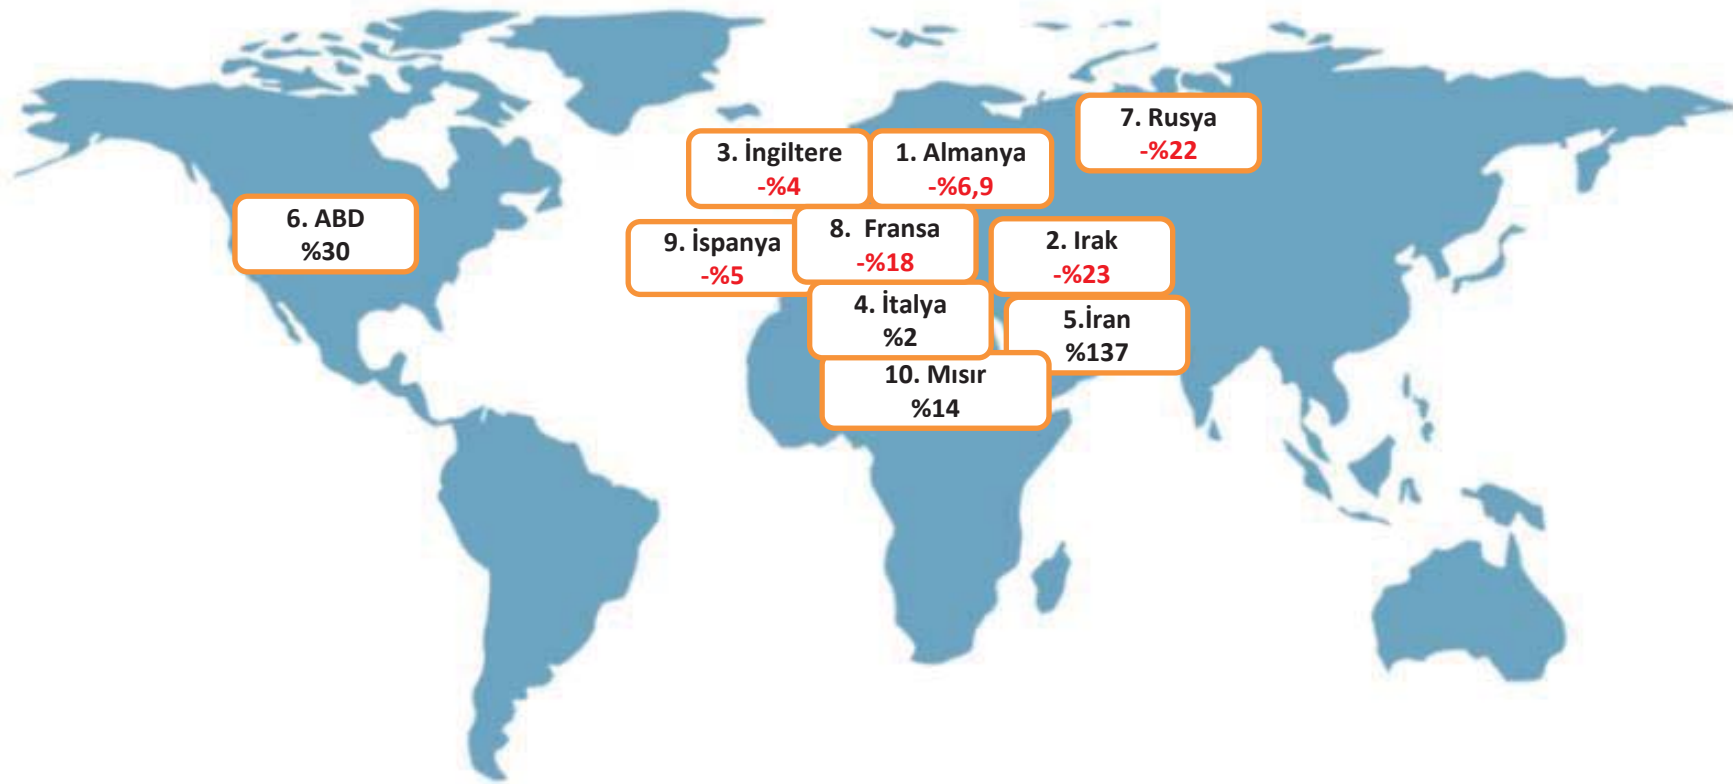 7. Rusya
-%22
3. İngiltere
-%4
1. Almanya
-%6,9
6. ABD
%30
9. İspanya
-%5
8. Fransa
-%18
2. Irak
-%23
4. İtalya
%2
5.İran
%137
10. Mısır
%14